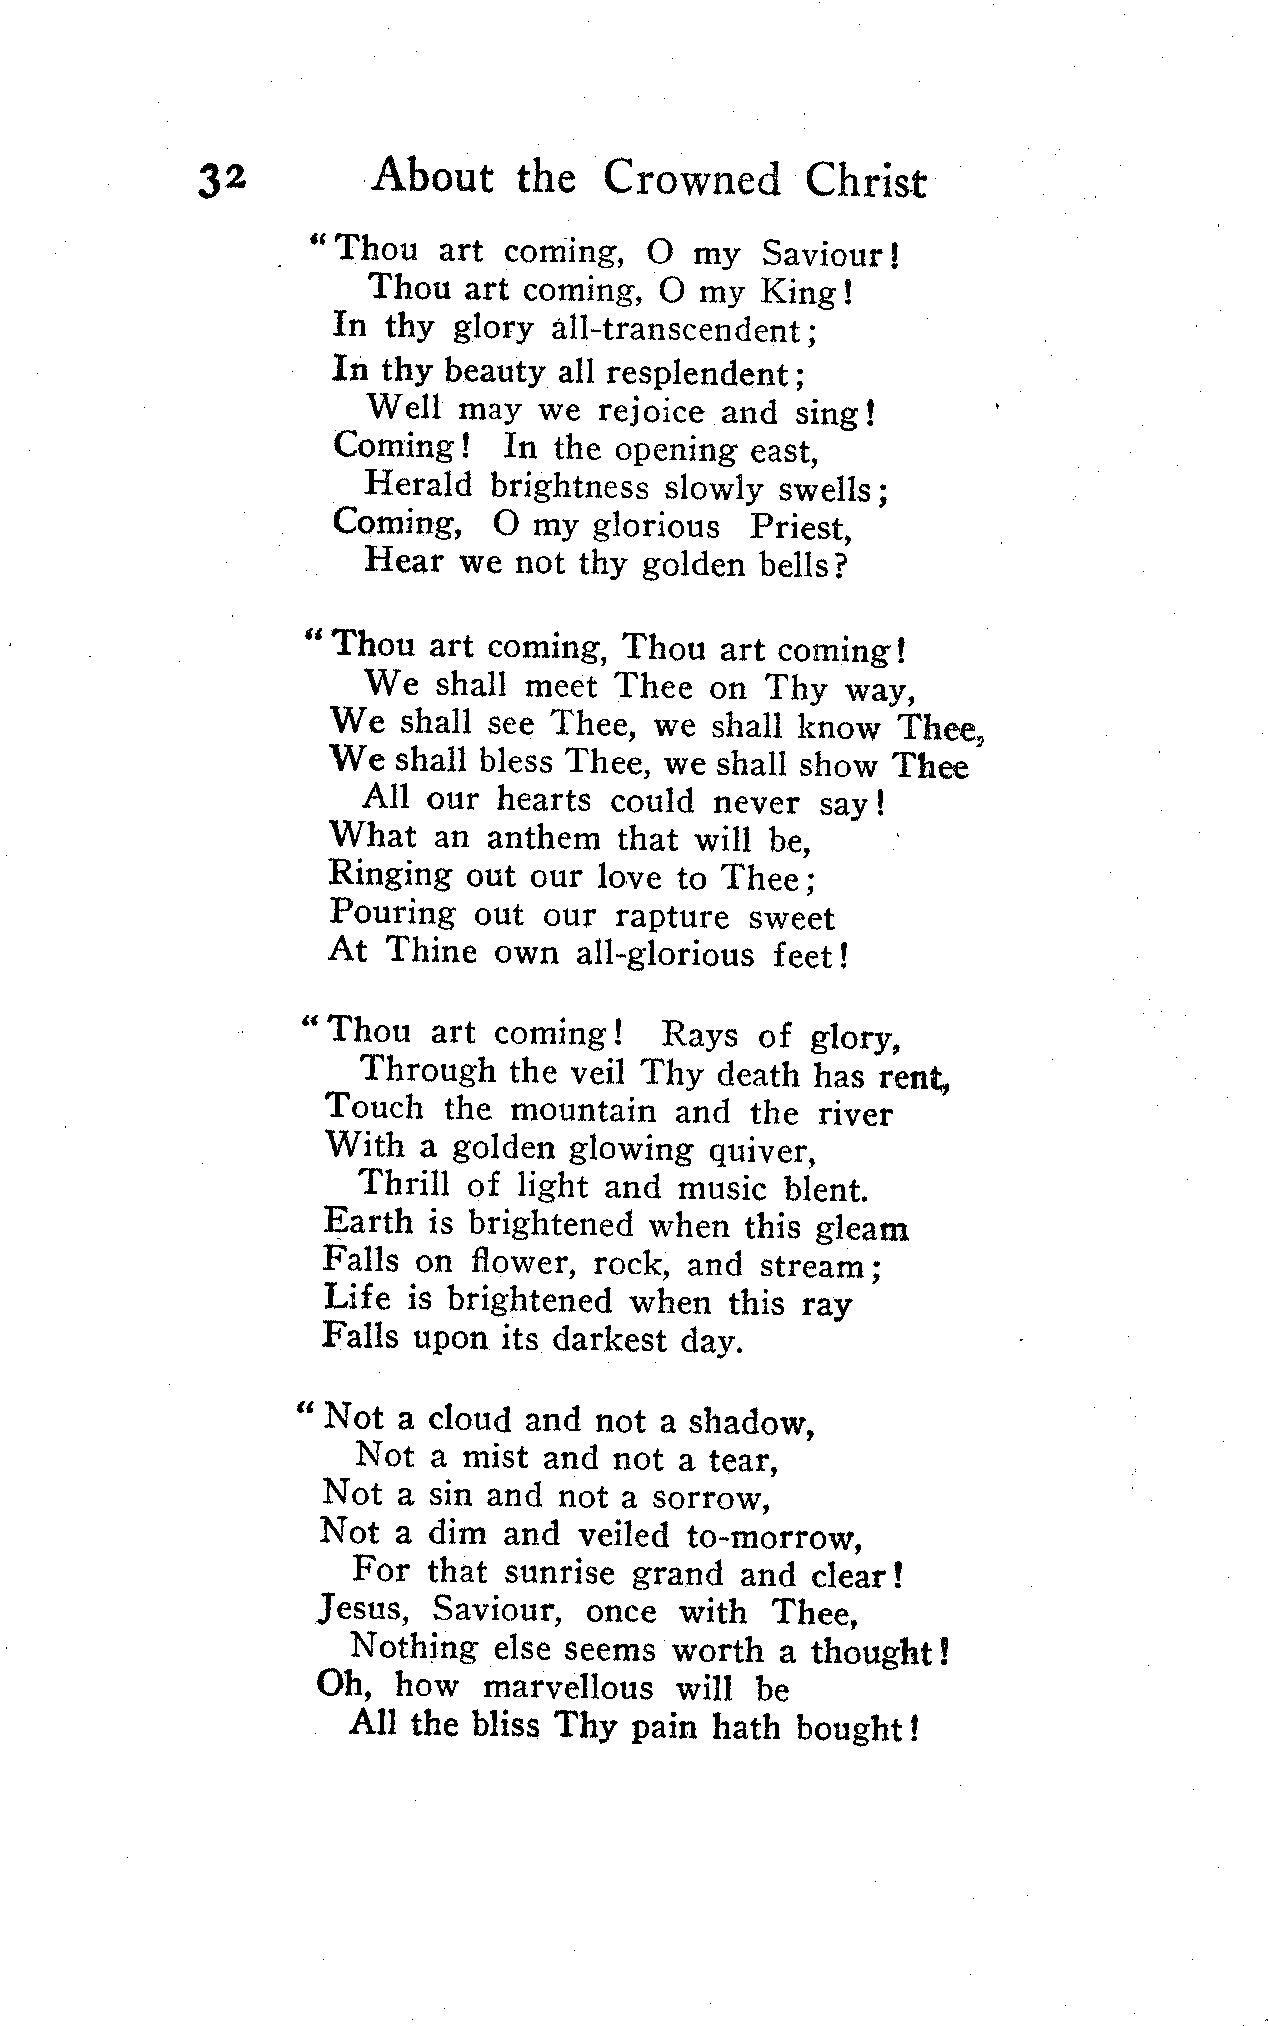 32 About the Crowned Christ
"Thou art coming, O my Saviour!
Thou art coming, O my King!
In thy glory all-transcendent;
In thy beauty all resplendent;
Well may we rejoice and sing!
Coming! In the opening east,
Herald brightness slowly swells;
Coming, O my glorious Priest,
Hear we not thy golden bells?
"Thou art coming, Thou art coming!
We shall meet Thee on Thy way,
We shall see Thee, we shall know Thee,
We shall bless Thee, we shall show Thee
All our hearts could never say!
What an anthem that will be,
Ringing out our love to Thee;
Pouring out our rapture sweet
At Thine own all-glorious feet!
"Thou art coming! Rays of glory,
Through the veil Thy death has rent,
Touch the mountain and the river
With a golden glowing quiver,
Thrill of light and music blent.
Earth is brightened when this gleam
Falls on flower, rock, and stream;
Life is brightened when this ray
Falls upon its darkest day.
"Not a cloud and not a shadow,
Not a mist and not a tear,
Not a sin and not a sorrow,
Not a dim and veiled to-morrow,
For that sunrise grand and clear!
Jesus, Saviour, once with Thee,
Nothing else seems worth a thought!
Oh, how marvellous will be
All the bliss Thy pain hath bought!